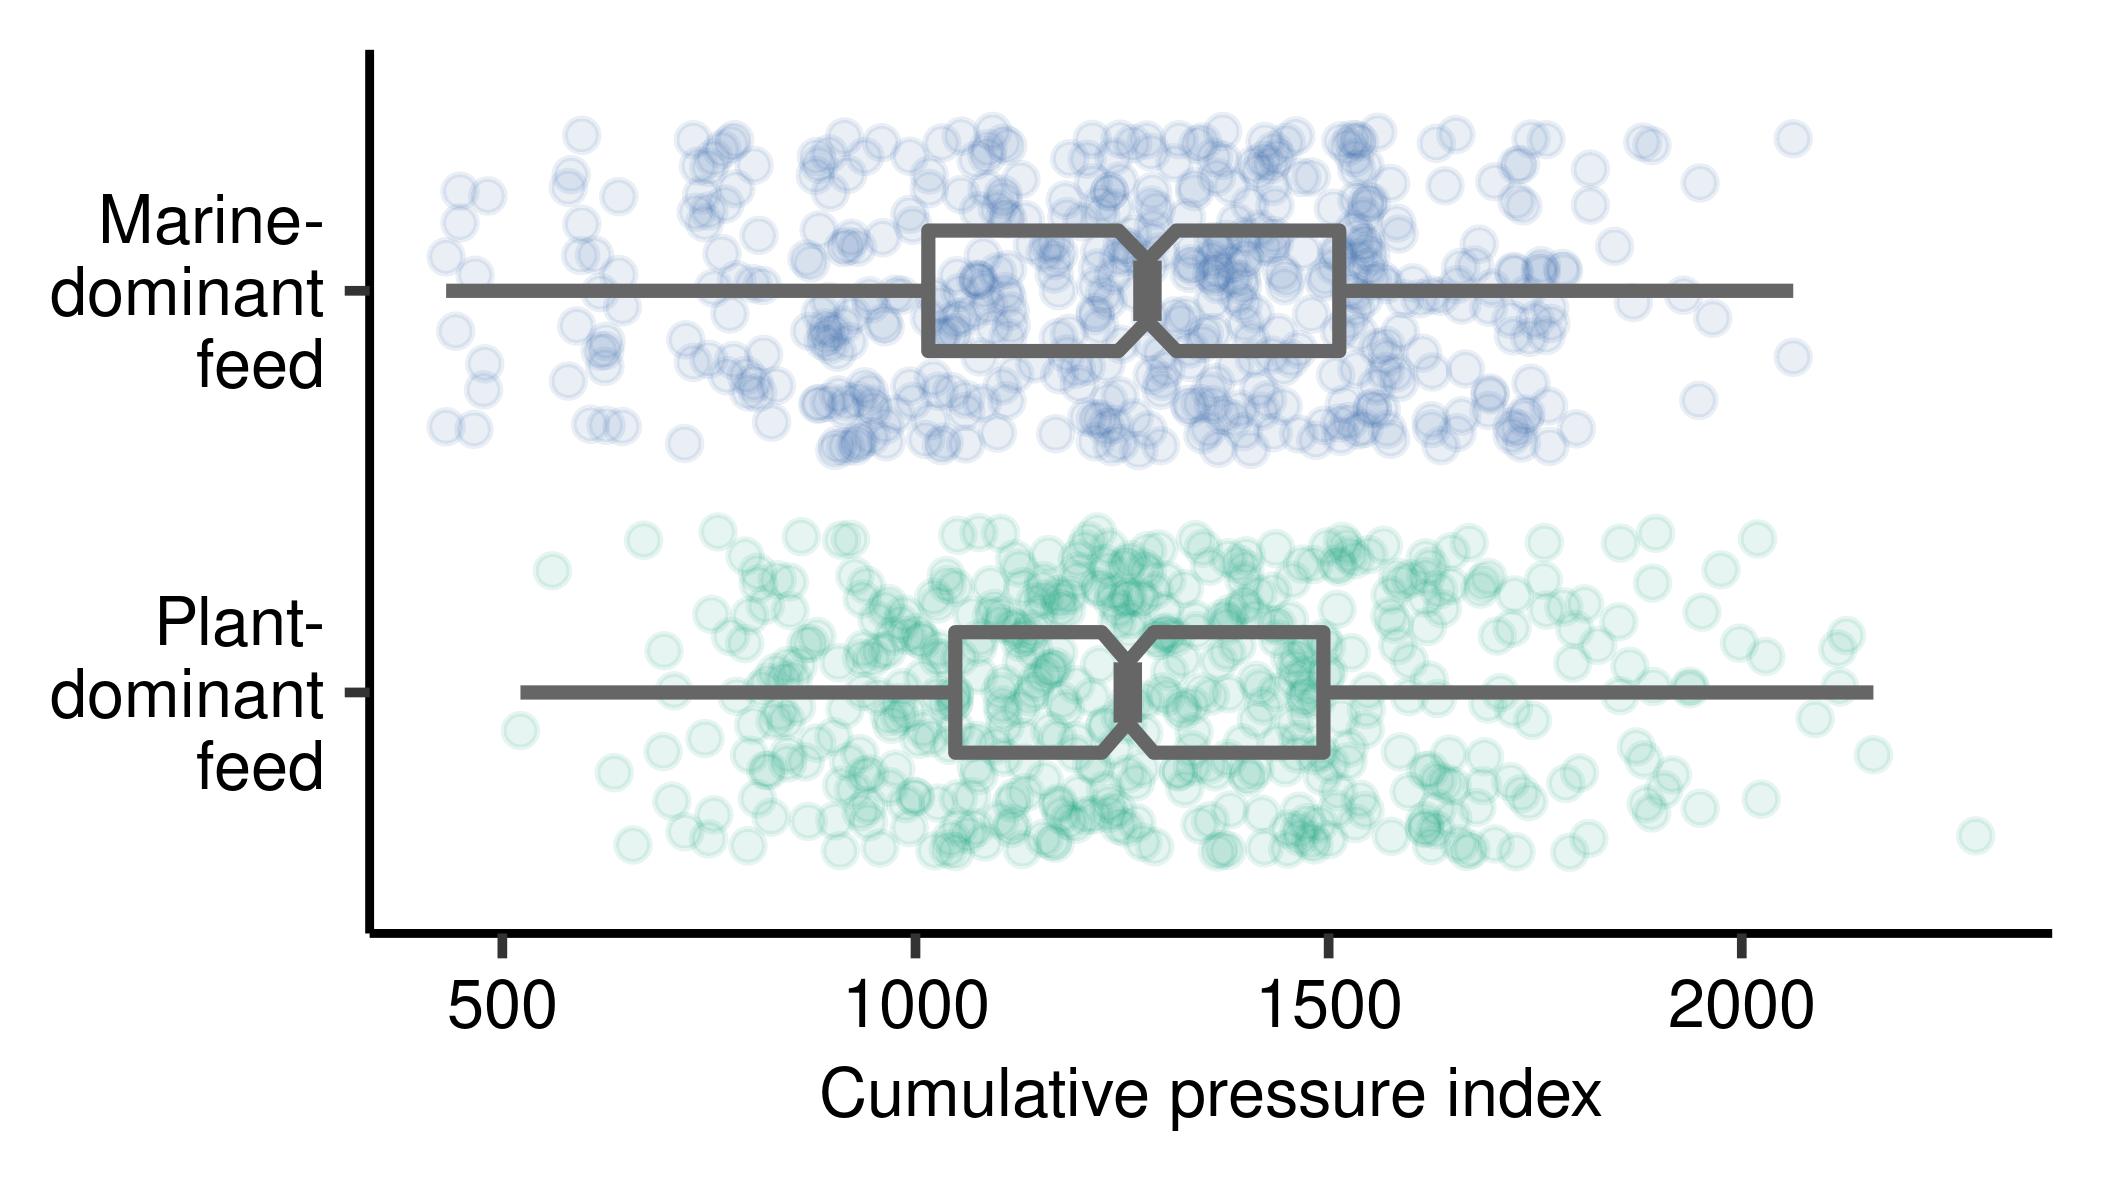 Marine-
dominant
feed
Plant-
dominant
feed
500 1000 1500 2000
Cumulative pressure index